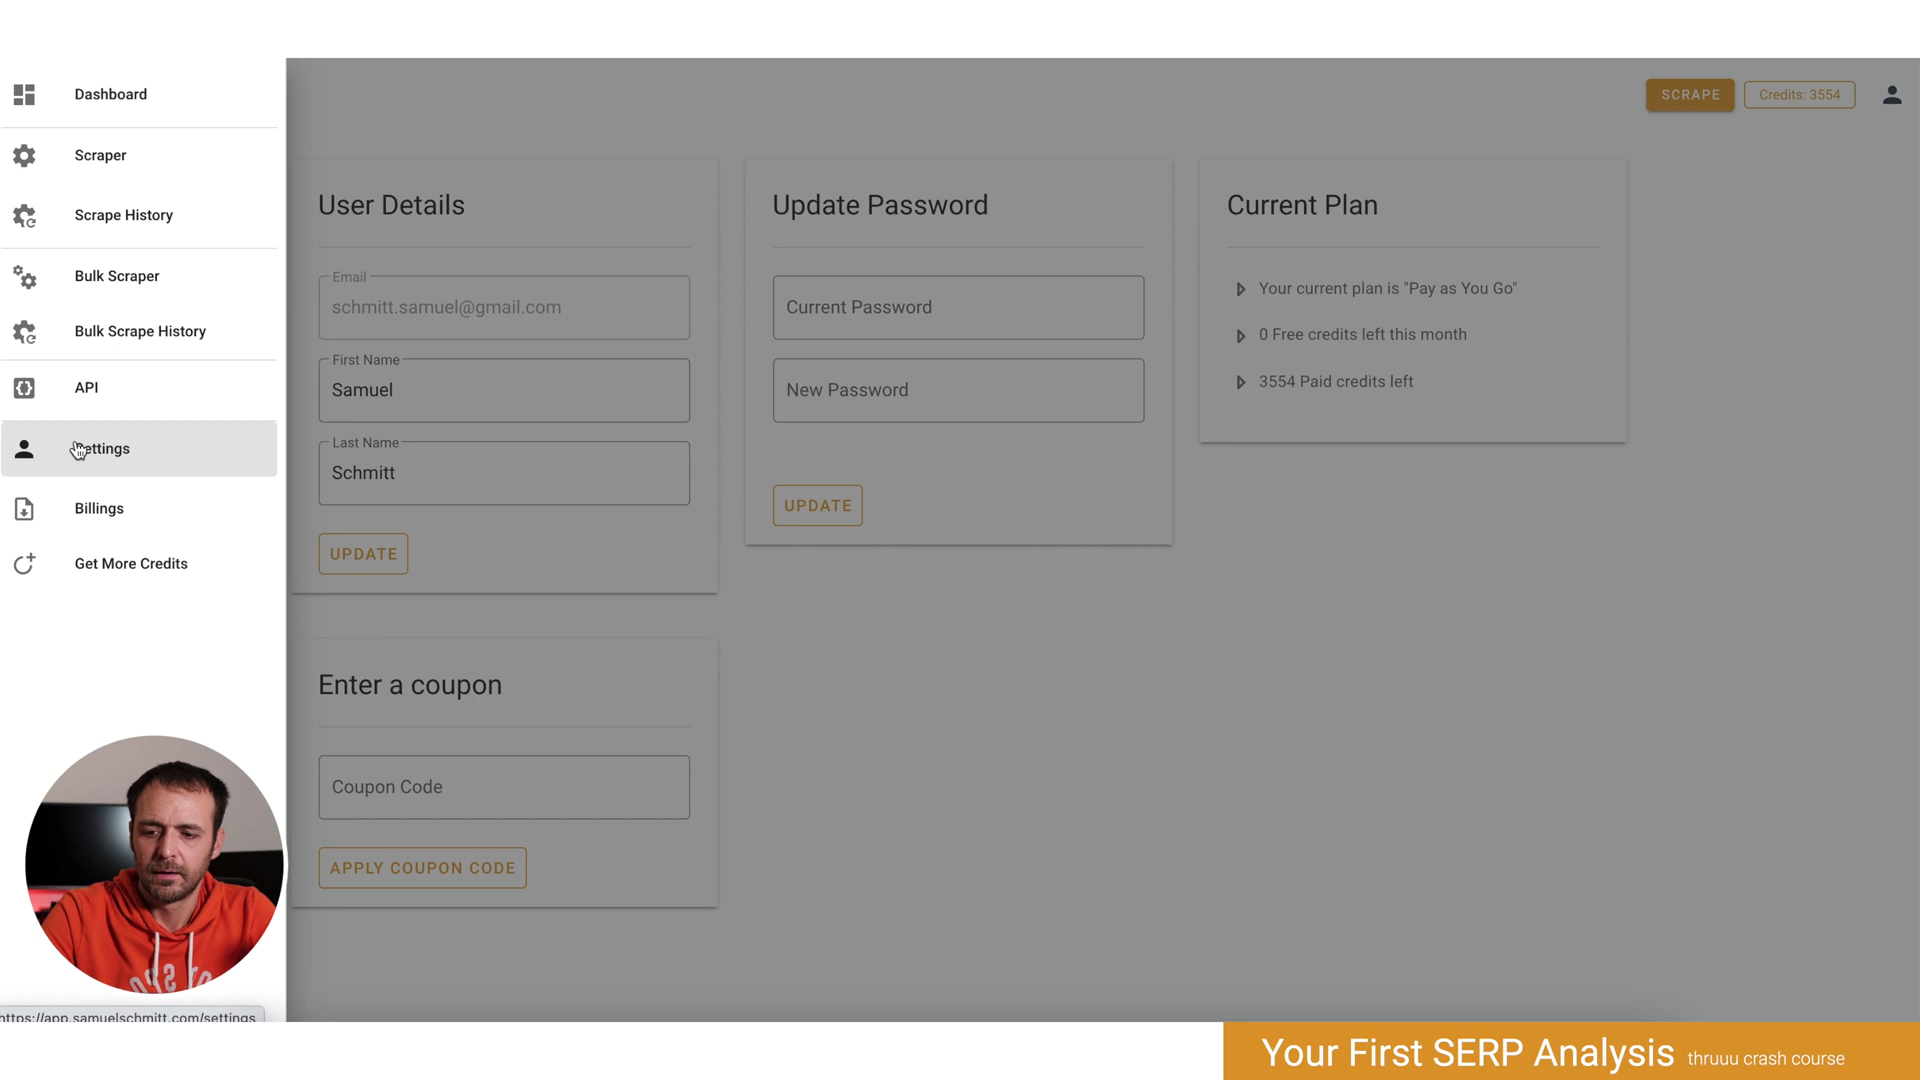 Dashboard
Scraper
Scrape History
Bulk Scraper
Bulk Scrape History
API
ettings
Billings
Get More Credits
https://app.samuelschmitt.com/settings
SCRAPE
Credits: 3554
User Details
Email
schmitt.samuel@gmail.com
First Name
Samuel
Last Name
Schmitt
UPDATE
Update Password
Current Password
New Password
UPDATE
Current Plan
Your current plan is "Pay as You Go"
0 Free credits left this month
3554 Paid credits left
Enter a coupon
Coupon Code
APPLY COUPON CODE
Your First SERP Analysis thruuu crash course